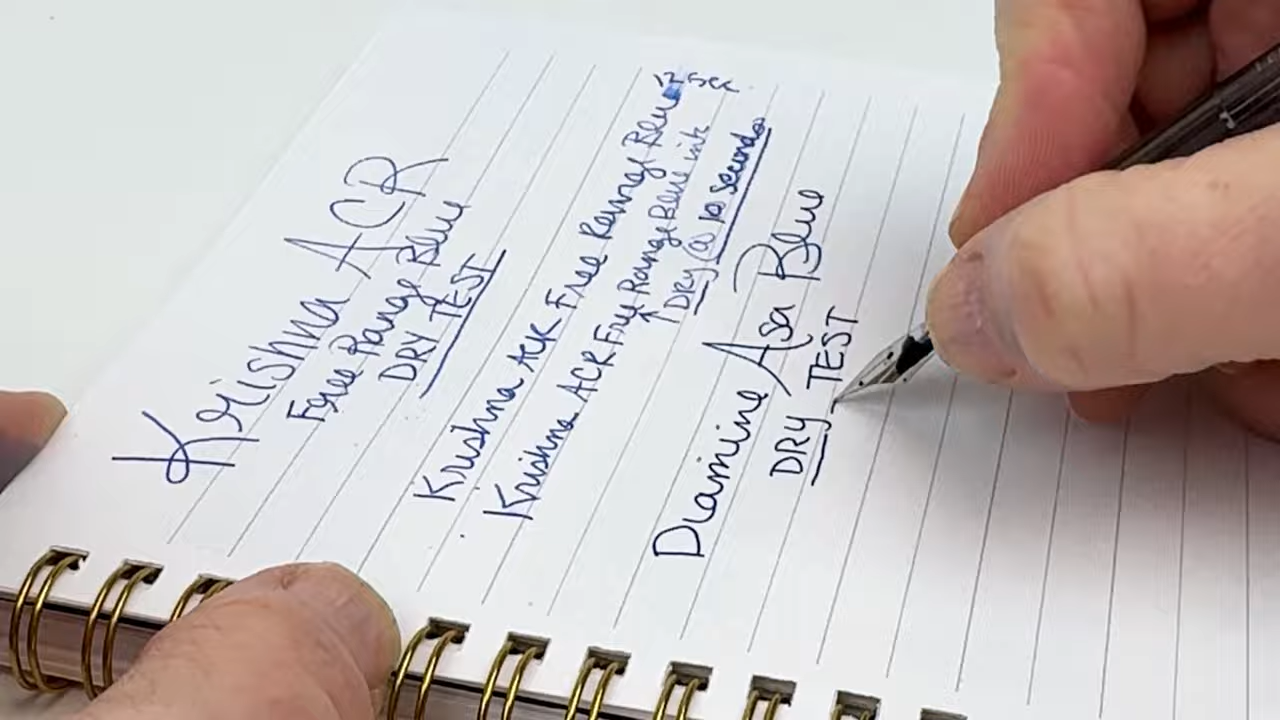 Krishna ACR
Free Range Blue
DRY TEST
Krishna ACR Free Range Blue 12 sec
Krishna ACR Free Range Blue ink
↑ DRY @ 10 seconds
Diamine Asa Blue
DRY TEST